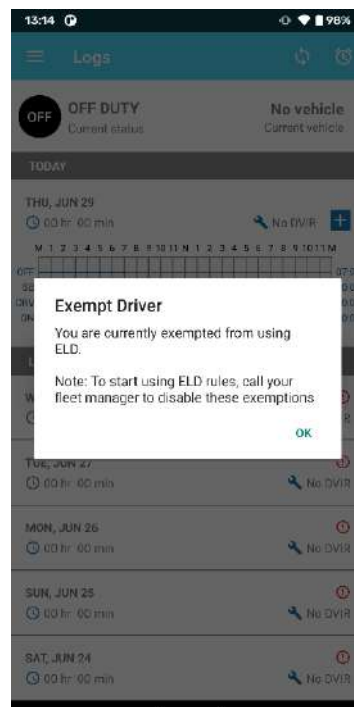 13:14 98%
Logs
OFF OFF DUTY No vehicle
Current status Current vehicle
TODAY
THU, JUN 29
00 hr 00 min No DVIR +
M 1 2 3 4 5 6 7 8 9 10 11 N 1 2 3 4 5 6 7 8 9 10 11 M
OFF
Exempt Driver
You are currently exempted from using
ELD.
Note: To start using ELD rules, call your
fleet manager to disable these exemptions
OK
TUE, JUN 27
00 hr 00 min No DVIR
MON, JUN 26
00 hr 00 min No DVIR
SUN, JUN 25
00 hr 00 min No DVIR
SAT, JUN 24
00 hr 00 min No DVIR